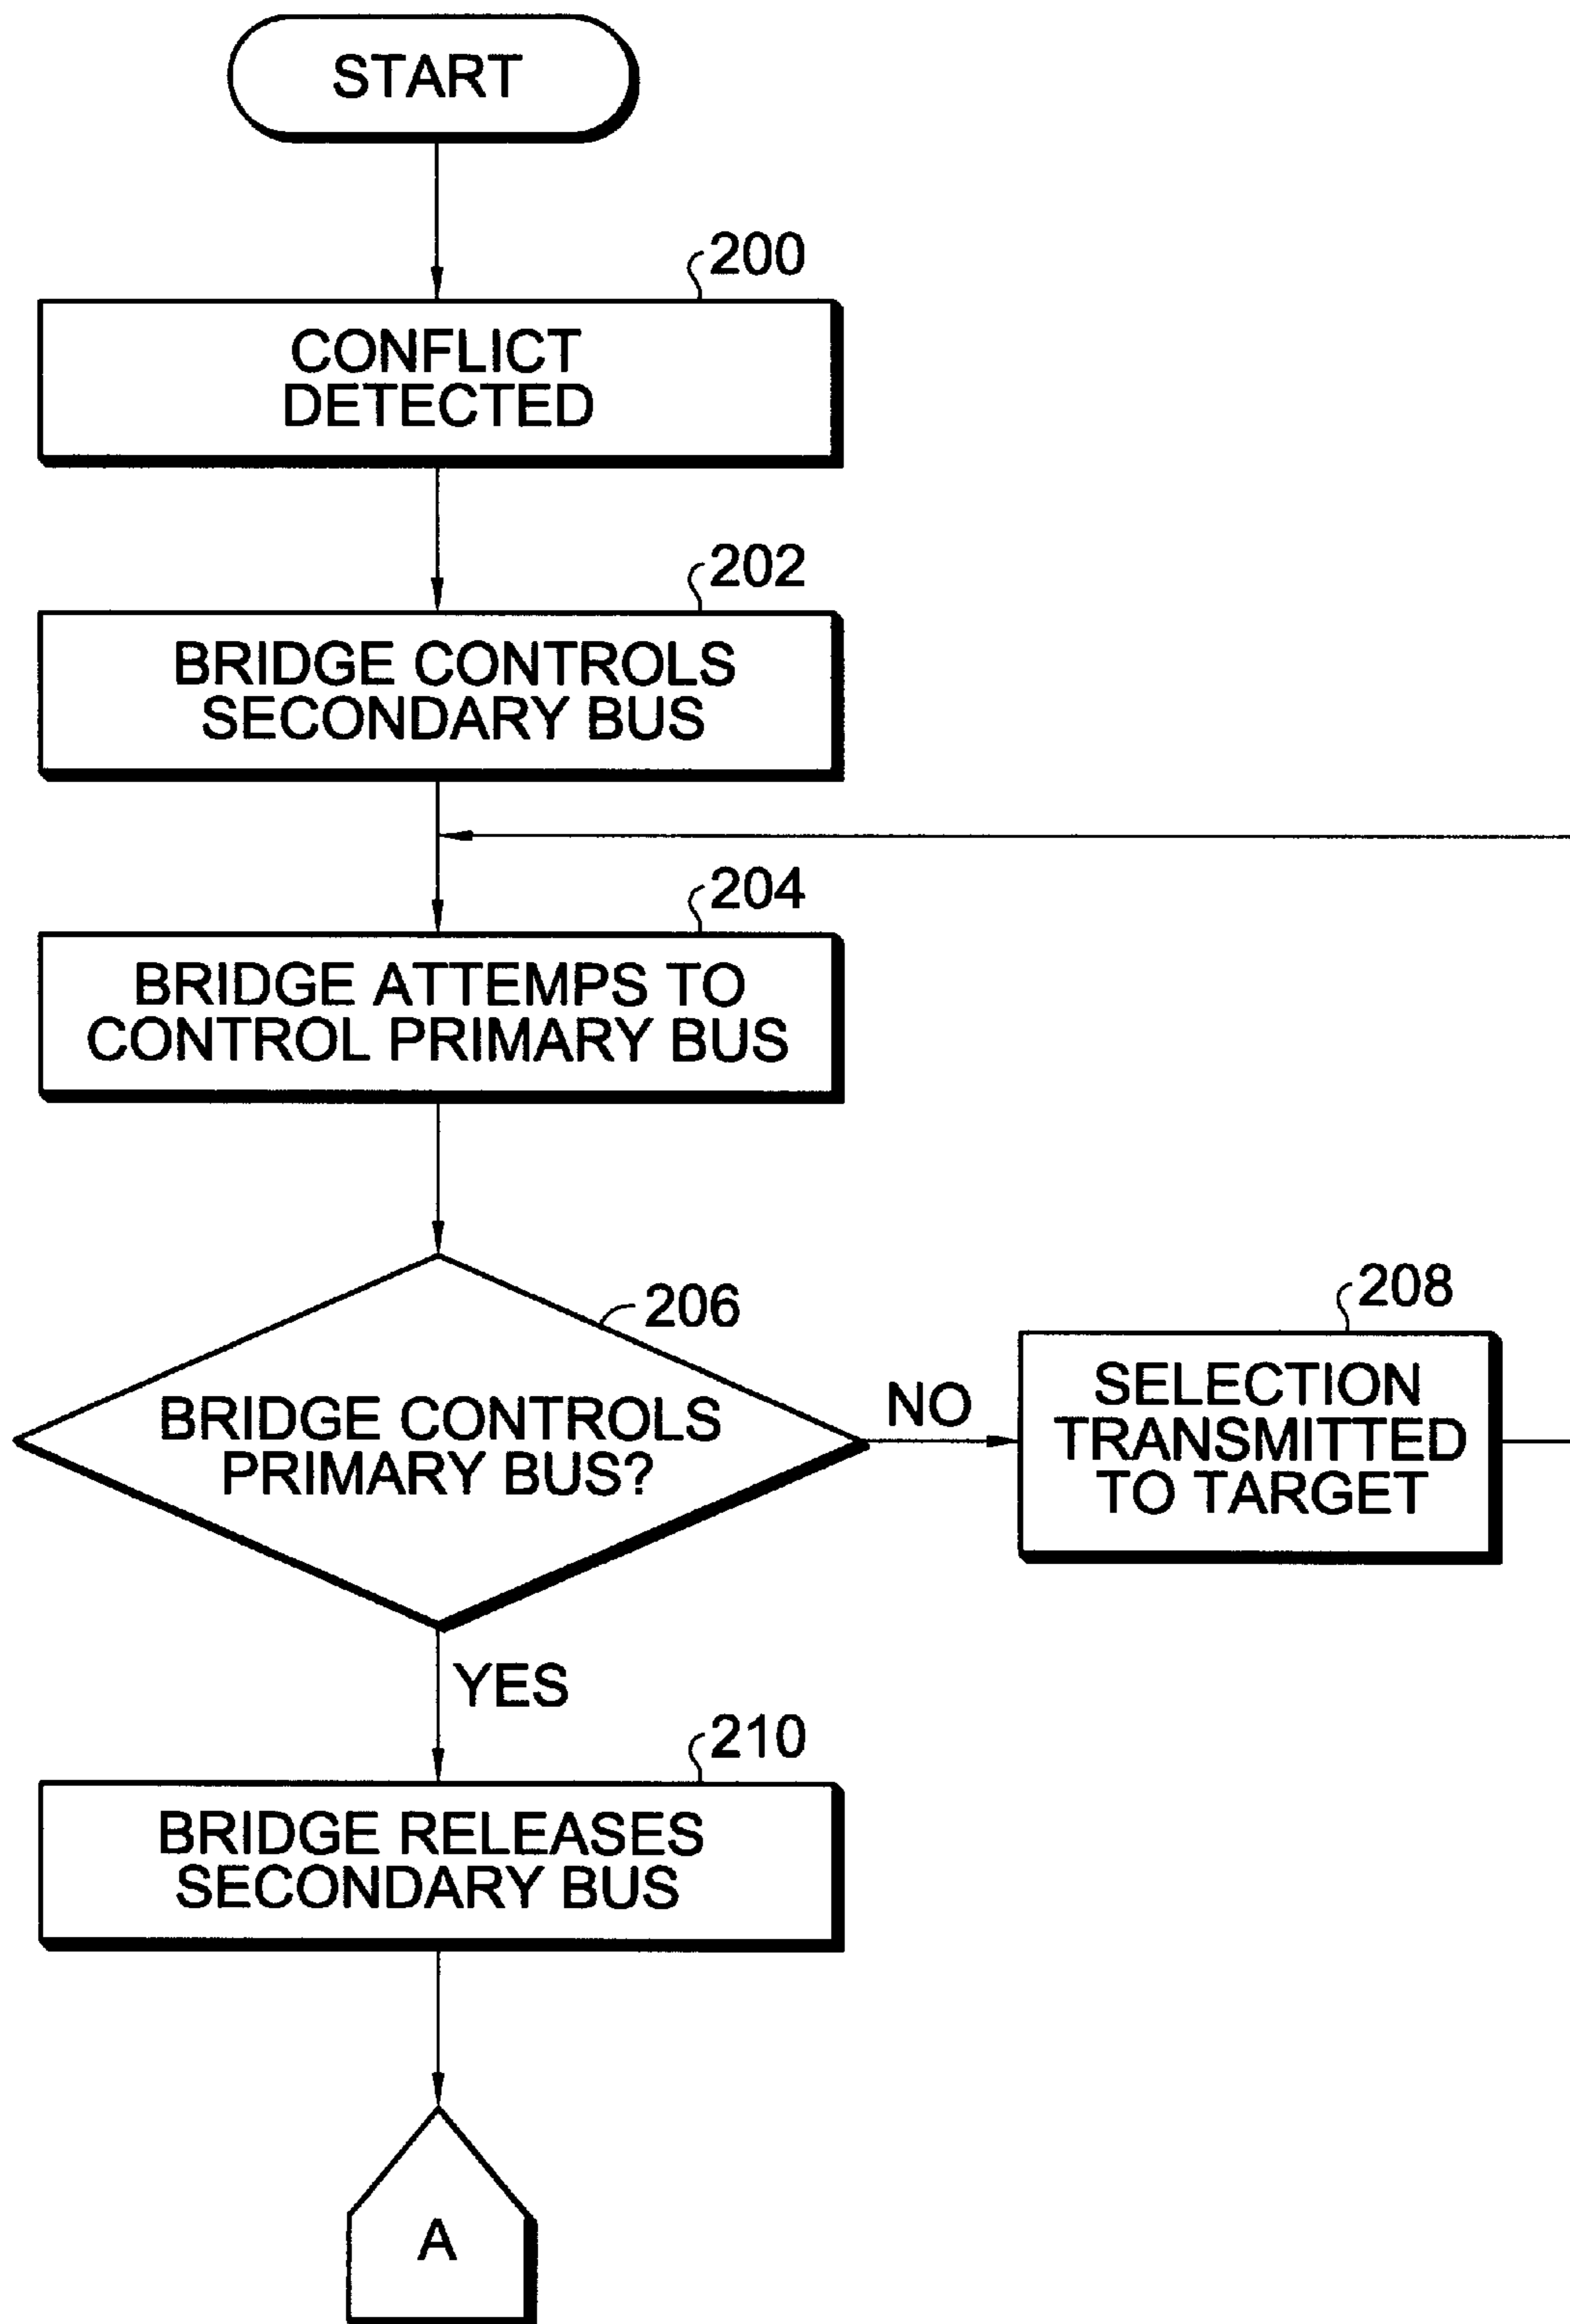 START
200
CONFLICT
DETECTED
202
BRIDGE CONTROLS
SECONDARY BUS
204
BRIDGE ATTEMPS TO
CONTROL PRIMARY BUS
206
BRIDGE CONTROLS
PRIMARY BUS?
NO
208
SELECTION
TRANSMITTED
TO TARGET
YES
210
BRIDGE RELEASES
SECONDARY BUS
A